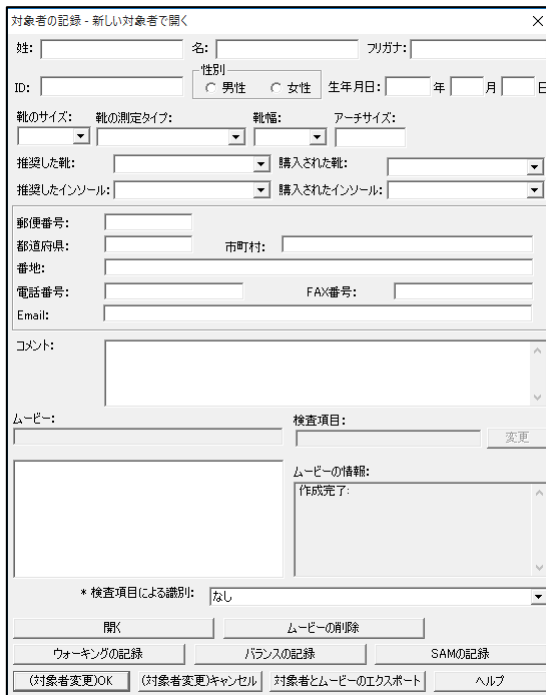 対象者の記録 - 新しい対象者で開く
姓: 名: フリガナ:
ID: 性別 男性 女性 生年月日: 年 月 日
靴のサイズ: 靴の測定タイプ: 靴幅: アーチサイズ:
推奨した靴: 購入された靴:
推奨したインソール: 購入されたインソール:
郵便番号:
都道府県: 市町村:
番地:
電話番号: FAX番号:
Email:
コメント:
ムービー: 検査項目:
変更
ムービーの情報:
作成完了:
* 検査項目による識別: なし
開く ムービーの削除
ウォーキングの記録 バランスの記録 SAMの記録
(対象者変更)OK (対象者変更)キャンセル 対象者とムービーのエクスポート ヘルプ